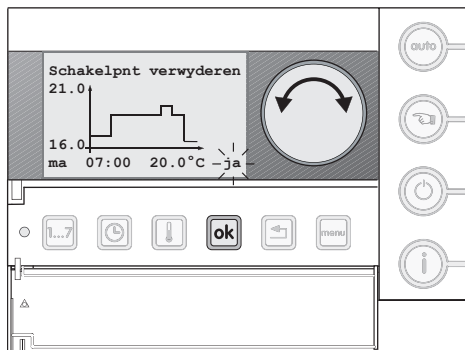 Schakelpnt verwyderen
21.0
16.0
ma 07:00 20.0°C ja
auto
1...7
ok
menu
i